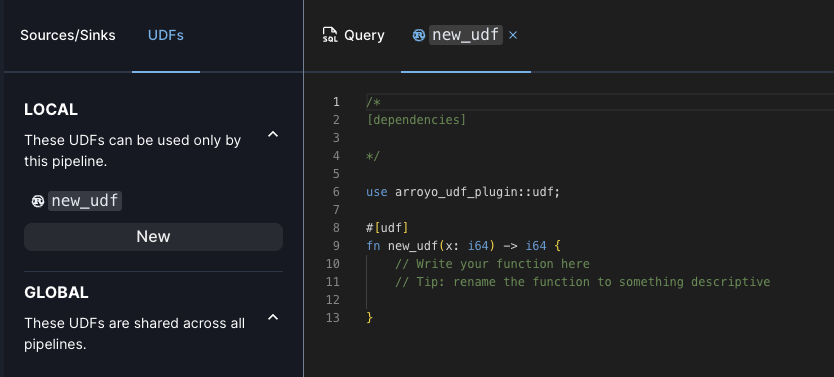 Sources/Sinks
UDFs
LOCAL
These UDFs can be used only by
this pipeline.
new_udf
New
GLOBAL
These UDFs are shared across all
pipelines.
SQL
Query
new_udf ×
1 /*
2 [dependencies]
3
4 */
5
6 use arroyo_udf_plugin::udf;
7
8 #[udf]
9 fn new_udf(x: i64) -> i64 {
10 // Write your function here
11 // Tip: rename the function to something descriptive
12
13 }